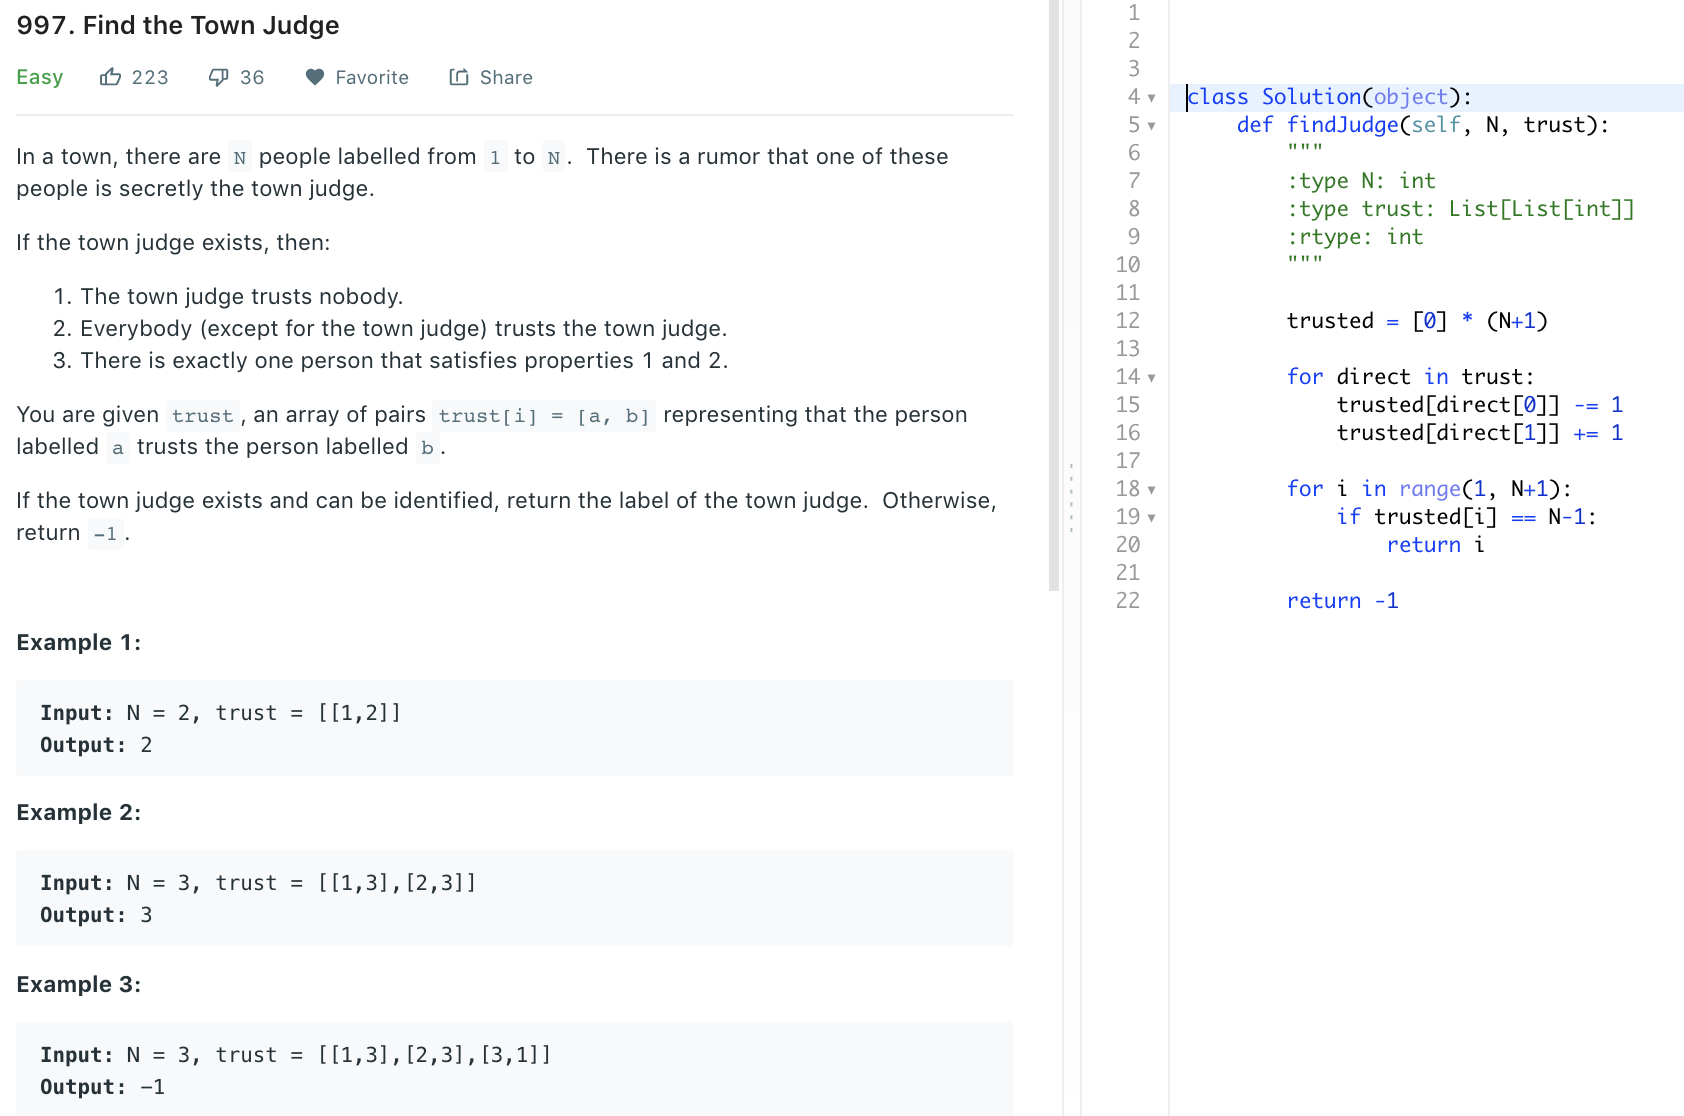 997. Find the Town Judge
Easy 223 36 Favorite Share
In a town, there are N people labelled from 1 to N. There is a rumor that one of these
people is secretly the town judge.
If the town judge exists, then:
1. The town judge trusts nobody.
2. Everybody (except for the town judge) trusts the town judge.
3. There is exactly one person that satisfies properties 1 and 2.
You are given trust, an array of pairs trust[i] = [a, b] representing that the person
labelled a trusts the person labelled b.
If the town judge exists and can be identified, return the label of the town judge. Otherwise,
return -1.
Example 1:
Input: N = 2, trust = [[1,2]]
Output: 2
Example 2:
Input: N = 3, trust = [[1,3],[2,3]]
Output: 3
Example 3:
Input: N = 3, trust = [[1,3],[2,3],[3,1]]
Output: -1
1
2
3
4 class Solution(object):
5     def findJudge(self, N, trust):
6         """
7         :type N: int
8         :type trust: List[List[int]]
9         :rtype: int
10         """
11
12         trusted = [0] * (N+1)
13
14         for direct in trust:
15             trusted[direct[0]] -= 1
16             trusted[direct[1]] += 1
17
18         for i in range(1, N+1):
19             if trusted[i] == N-1:
20                 return i
21
22         return -1